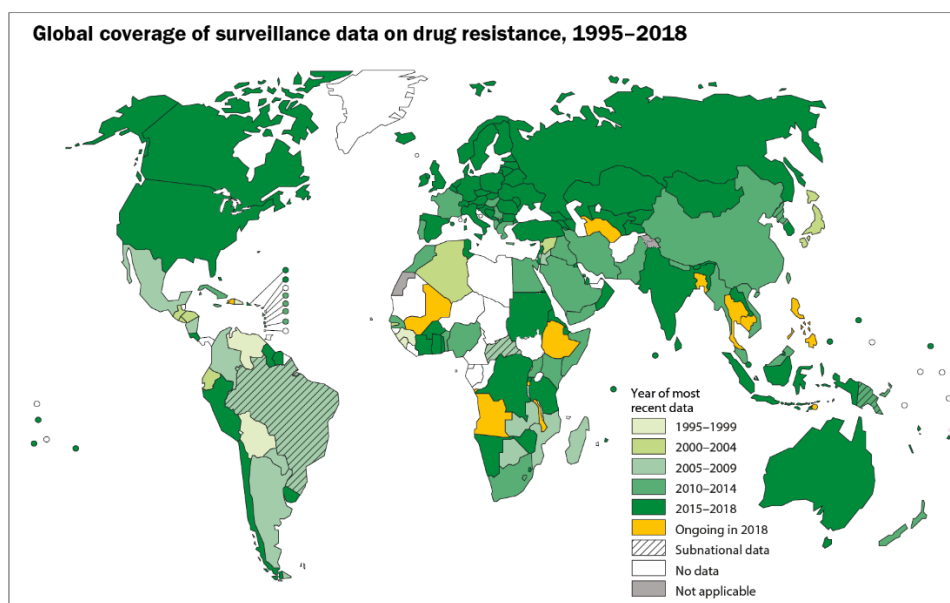 Global coverage of surveillance data on drug resistance, 1995–2018
Year of most
recent data
1995–1999
2000–2004
2005–2009
2010–2014
2015–2018
Ongoing in 2018
Subnational data
No data
Not applicable